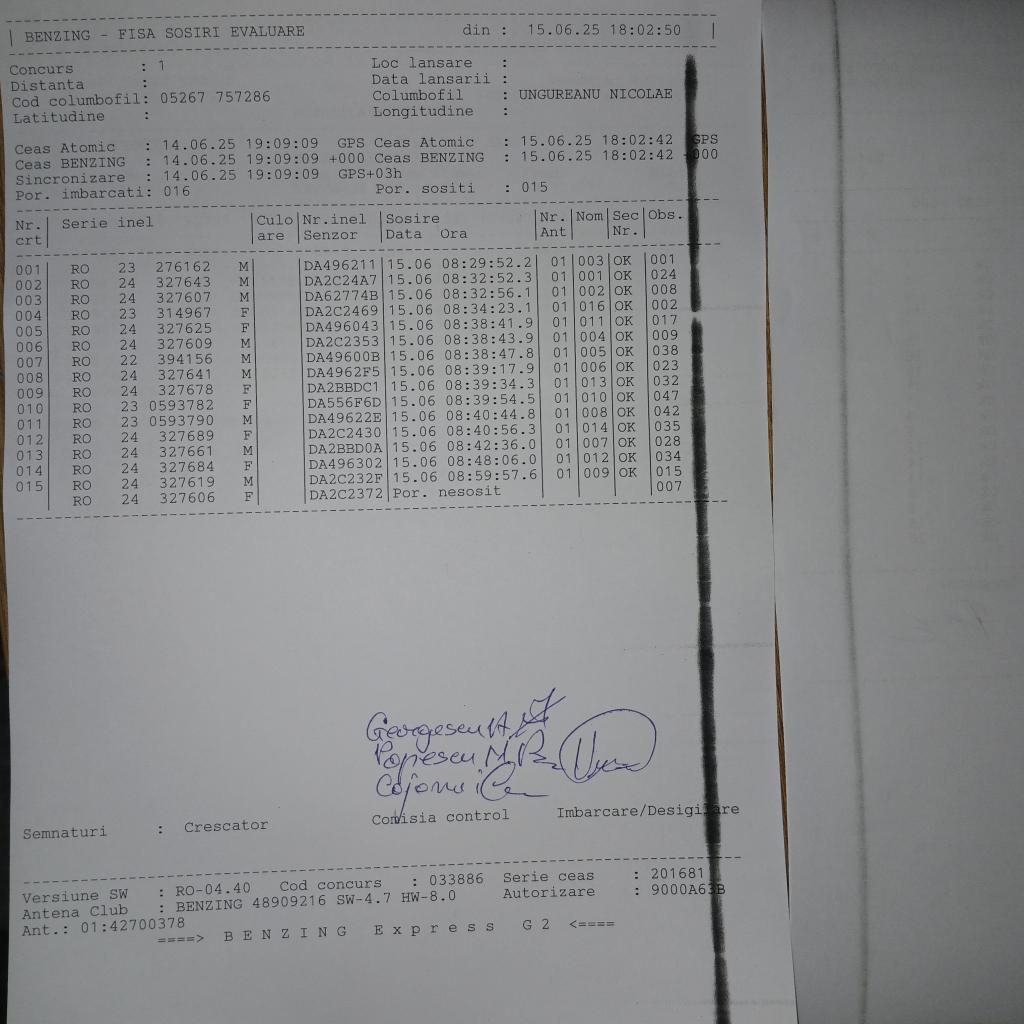 | BENZING - FISA SOSIRI EVALUARE din : 15.06.25 18:02:50 |
Concurs : 1 Loc lansare :
Distanta : Data lansarii :
Cod columbofil: 05267 757286 Columbofil : UNGUREANU NICOLAE
Latitudine : Longitudine :
Ceas Atomic : 14.06.25 19:09:09 GPS Ceas Atomic : 15.06.25 18:02:42 GPS
Ceas BENZING : 14.06.25 19:09:09 +000 Ceas BENZING : 15.06.25 18:02:42 +000
Sincronizare : 14.06.25 19:09:09 GPS+03h
Por. imbarcati: 016 Por. sositi : 015
Nr.| Serie inel |Culo|Nr.inel |Sosire |Nr.|Nom|Sec|Obs.
crt| |are |Senzor |Data Ora |Ant| |Nr.|
001| RO 23 276162 M| |DA496211|15.06 08:29:52.2| 01|003|OK |001
002| RO 24 327643 M| |DA2C24A7|15.06 08:32:52.3| 01|001|OK |024
003| RO 24 327607 M| |DA62774B|15.06 08:32:56.1| 01|002|OK |008
004| RO 23 314967 F| |DA2C2469|15.06 08:34:23.1| 01|016|OK |002
005| RO 24 327625 F| |DA496043|15.06 08:38:41.9| 01|011|OK |017
006| RO 24 327609 M| |DA2C2353|15.06 08:38:43.9| 01|004|OK |009
007| RO 22 394156 M| |DA49600B|15.06 08:38:47.8| 01|005|OK |038
008| RO 24 327641 M| |DA4962F5|15.06 08:39:17.9| 01|006|OK |023
009| RO 24 327678 F| |DA2BBDC1|15.06 08:39:34.3| 01|013|OK |032
010| RO 23 0593782 F| |DA556F6D|15.06 08:39:54.5| 01|010|OK |047
011| RO 23 0593790 M| |DA49622E|15.06 08:40:44.8| 01|008|OK |042
012| RO 24 327689 F| |DA2C2430|15.06 08:40:56.3| 01|014|OK |035
013| RO 24 327661 M| |DA2BBD0A|15.06 08:42:36.0| 01|007|OK |028
014| RO 24 327684 F| |DA496302|15.06 08:48:06.0| 01|012|OK |034
015| RO 24 327619 M| |DA2C232F|15.06 08:59:57.6| 01|009|OK |015
RO 24 327606 F| |DA2C2372|Por. nesosit | | | |007
Georgescu A.
Popescu M.
Cojoma i
Semnaturi : Crescator Comisia control Imbarcare/Desigilare
Versiune SW : RO-04.40 Cod concurs : 033886 Serie ceas : 201681
Antena Club : BENZING 48909216 SW-4.7 HW-8.0 Autorizare : 9000A63B
Ant.: 01:42700378
====> B E N Z I N G E x p r e s s G 2 <====